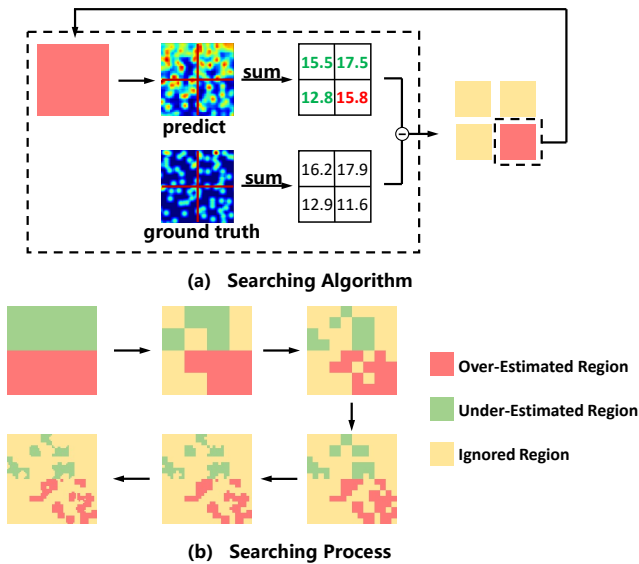 sum
15.5 17.5
12.8 15.8
predict
sum
16.2 17.9
12.9 11.6
ground truth
(a) Searching Algorithm
Over-Estimated Region
Under-Estimated Region
Ignored Region
(b) Searching Process